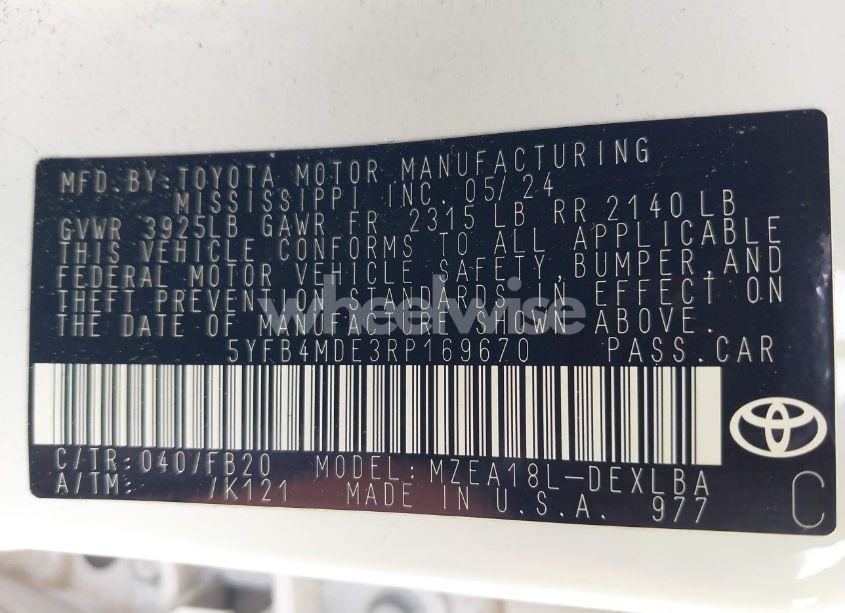 MFD. BY: TOYOTA MOTOR MANUFACTURING
MISSISSIPPI INC. 05/24
GVWR 3925LB GAWR FR 2315 LB RR 2140 LB
THIS VEHICLE CONFORMS TO ALL APPLICABLE
FEDERAL MOTOR VEHICLE SAFETY, BUMPER, AND
THEFT PREVENTION STANDARDS IN EFFECT ON
THE DATE OF MANUFACTURE SHOWN ABOVE.
wheelwise
5YFB4MDE3RP169670 PASS. CAR
C/TR: 040/FB20 MODEL: MZEA18L-DEXLBA
A/TM: /K121 MADE IN U.S.A. 977 C